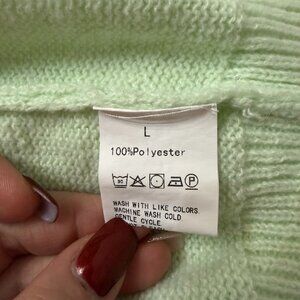 L
100%Polyester
WASH WITH LIKE COLORS
MACHINE WASH COLD
GENTLE CYCLE